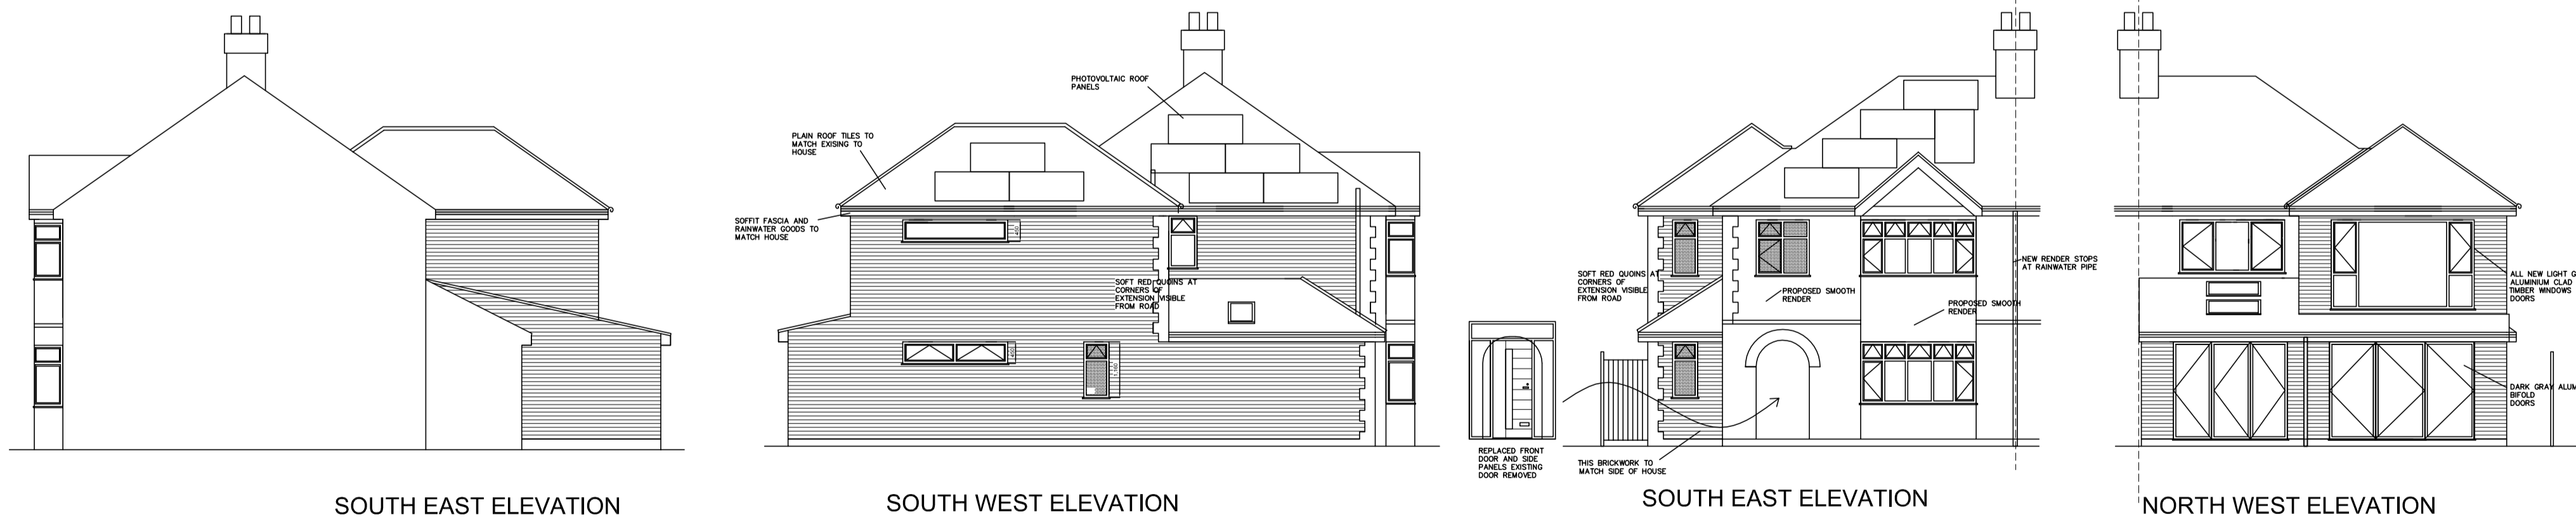 PHOTOVOLTAIC ROOF
PANELS
PLAIN ROOF TILES TO
MATCH EXISING TO
HOUSE
SOFFIT FASCIA AND
RAINWATER GOODS TO
MATCH HOUSE
450
SOFT RED QUOINS AT
CORNERS OF
EXTENSION VISIBLE
FROM ROAD
1,160
SOFT RED QUOINS AT
CORNERS OF
EXTENSION VISIBLE
FROM ROAD
PROPOSED SMOOTH
RENDER
PROPOSED SMOOTH
RENDER
NEW RENDER STOPS
AT RAINWATER PIPE
REPLACED FRONT
DOOR AND SIDE
PANELS EXISTING
DOOR REMOVED
THIS BRICKWORK TO
MATCH SIDE OF HOUSE
ALL NEW LIGHT G
ALUMINIUM CLAD
TIMBER WINDOWS
DOORS
DARK GRAY ALUM
BIFOLD
DOORS
SOUTH EAST ELEVATION
SOUTH WEST ELEVATION
SOUTH EAST ELEVATION
NORTH WEST ELEVATION